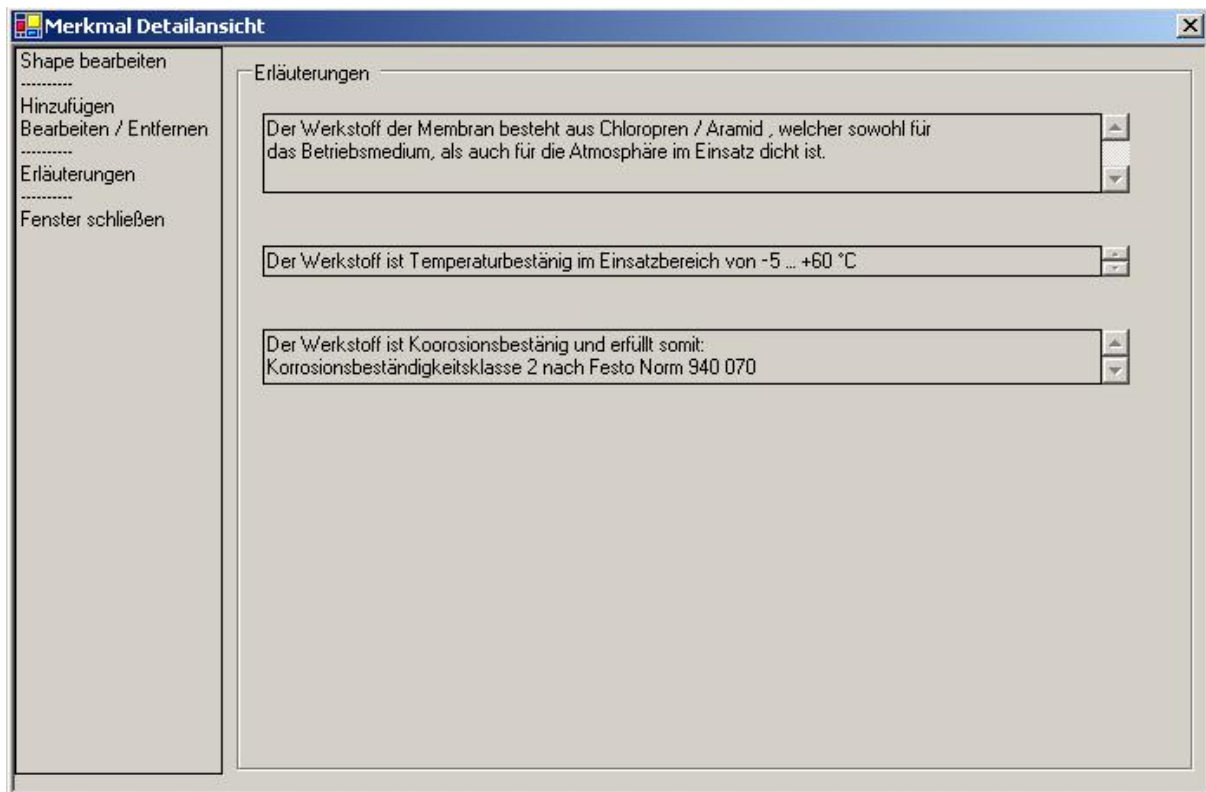 Merkmal Detailansicht
Shape bearbeiten
----------
Hinzufügen
Bearbeiten / Entfernen
----------
Erläuterungen
----------
Fenster schließen
Erläuterungen
Der Werkstoff der Membran besteht aus Chloropren / Aramid , welcher sowohl für
das Betriebsmedium, als auch für die Atmosphäre im Einsatz dicht ist.
Der Werkstoff ist Temperaturbestänig im Einsatzbereich von -5 ... +60 °C
Der Werkstoff ist Koorosionsbestänig und erfüllt somit:
Korrosionsbeständigkeitsklasse 2 nach Festo Norm 940 070